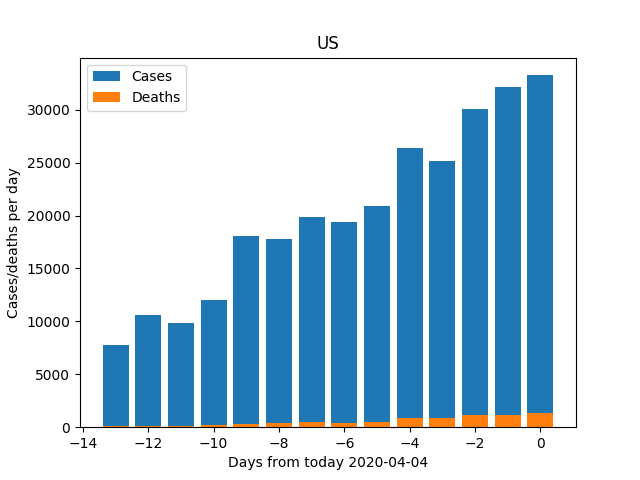 US
Cases
Deaths
Cases/deaths per day
30000
25000
20000
15000
10000
5000
0
−14 −12 −10 −8 −6 −4 −2 0
Days from today 2020-04-04